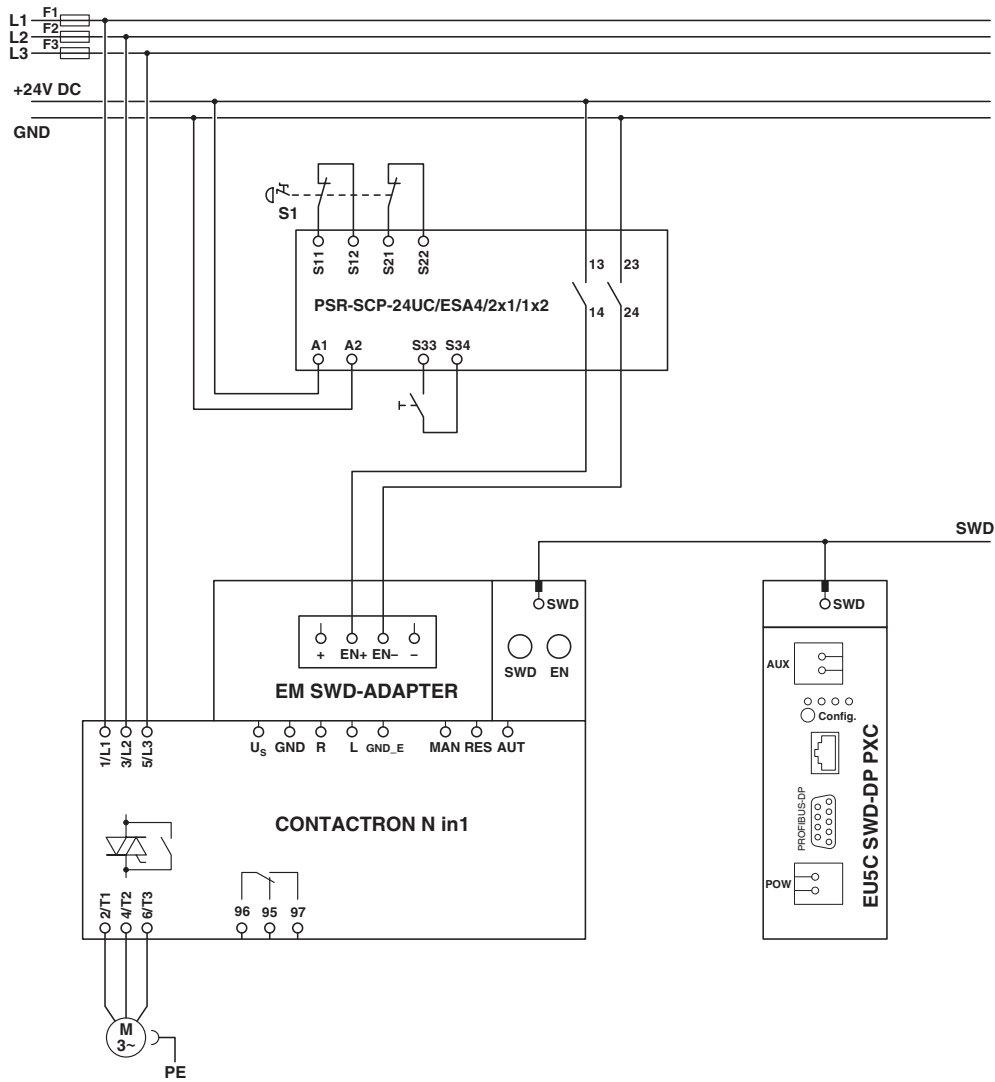 L1 F1
L2 F2
L3 F3
+24V DC
GND
S1
S11 S12 S21 S22
13 23
PSR-SCP-24UC/ESA4/2x1/1x2
14 24
A1 A2 S33 S34
SWD
SWD
SWD
+ EN+ EN– –
SWD EN
EM SWD-ADAPTER
AUX
Config.
1/L1 3/L2 5/L3
US GND R L GND_E MAN RES AUT
CONTACTRON N in1
PROFIBUS-DP
EU5C SWD-DP PXC
POW
2/T1 4/T2 6/T3
96 95 97
M
3~
PE